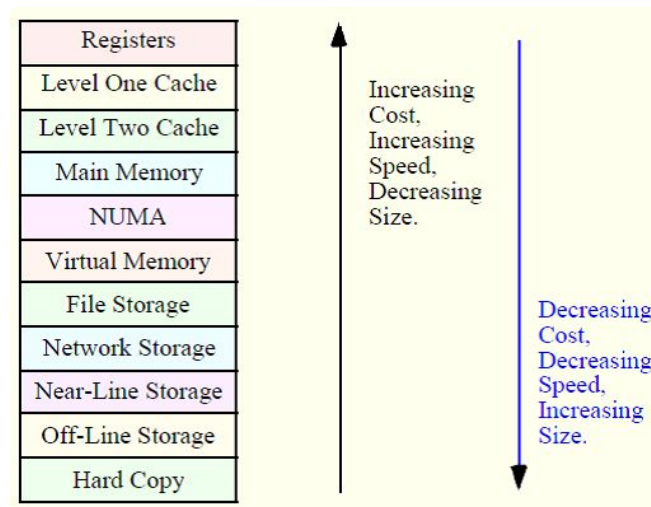 Registers
Level One Cache
Level Two Cache
Main Memory
NUMA
Virtual Memory
File Storage
Network Storage
Near-Line Storage
Off-Line Storage
Hard Copy
Increasing
Cost,
Increasing
Speed,
Decreasing
Size.
Decreasing
Cost,
Decreasing
Speed,
Increasing
Size.